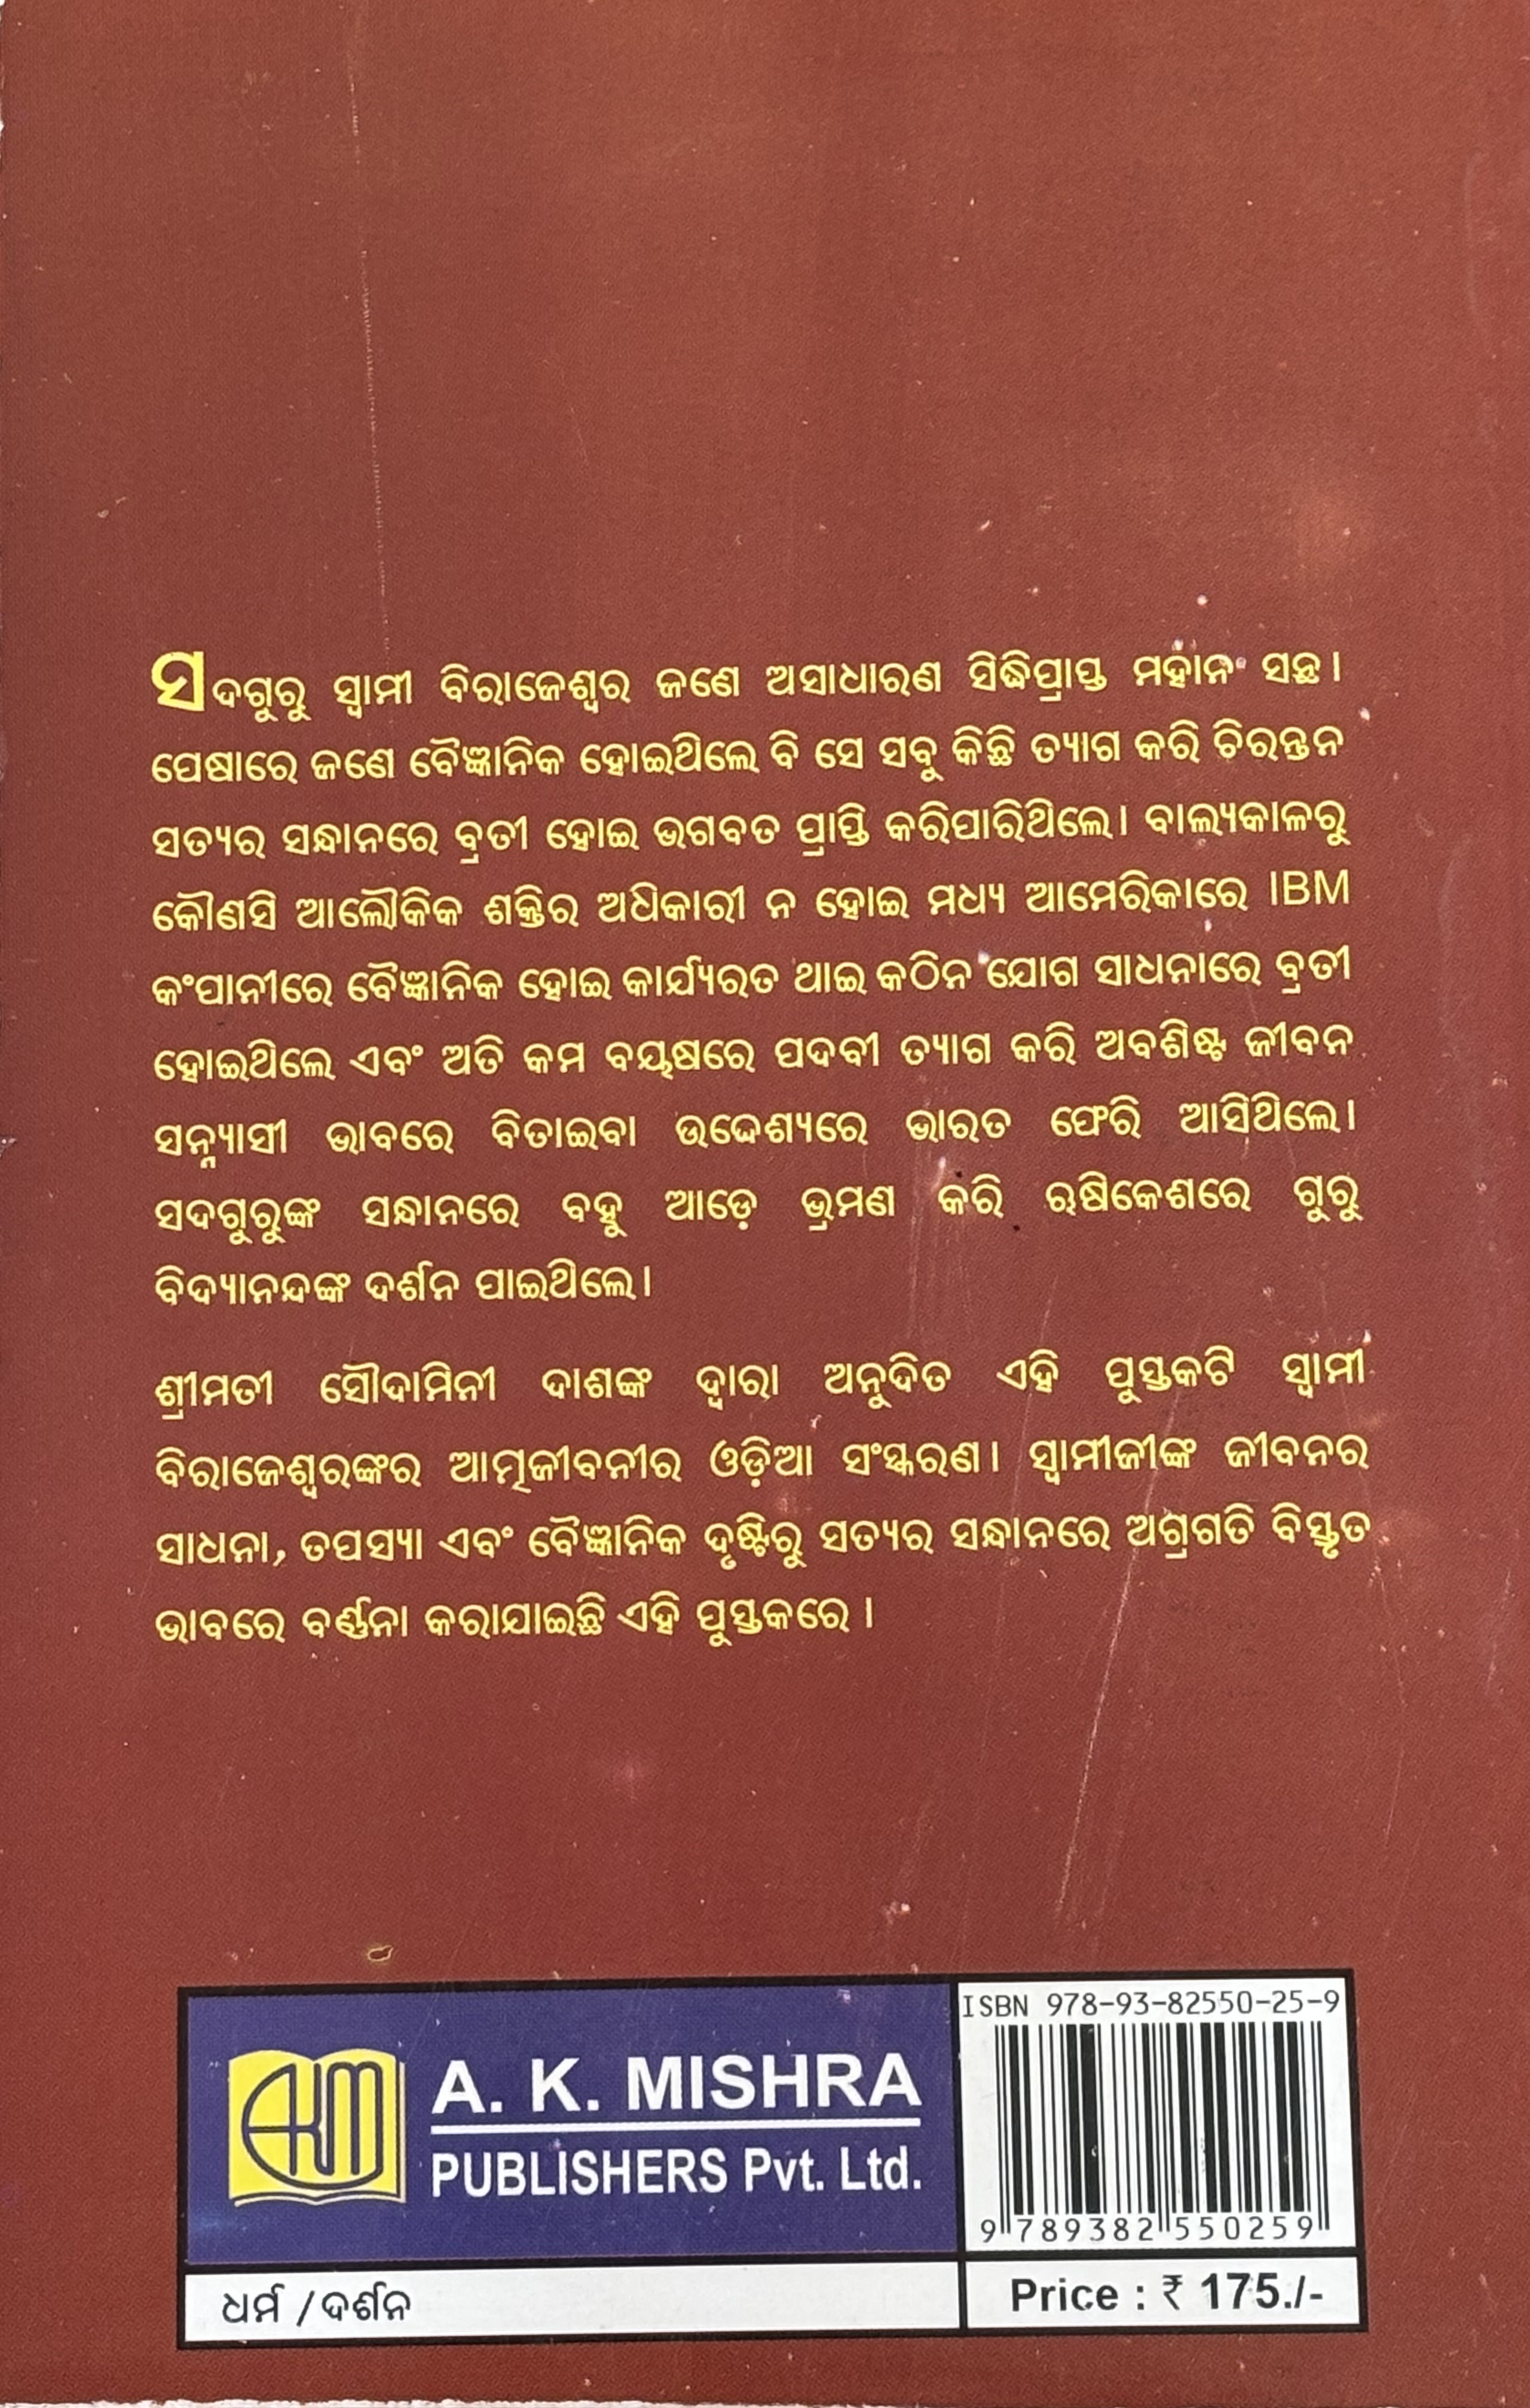 ସଦଗୁରୁ ସ୍ୱାମୀ ବିରାଜେଶ୍ୱର ଜଣେ ଅସାଧାରଣ ସିଦ୍ଧିପ୍ରାପ୍ତ ମହାନ ସନ୍ଥ।
ପେଷାରେ ଜଣେ ବୈଜ୍ଞାନିକ ହୋଇଥିଲେ ବି ସେ ସବୁ କିଛି ତ୍ୟାଗ କରି ଚିରନ୍ତନ
ସତ୍ୟର ସନ୍ଧାନରେ ବ୍ରତୀ ହୋଇ ଭଗବତ ପ୍ରାପ୍ତି କରିପାରିଥିଲେ। ବାଲ୍ୟକାଳରୁ
କୌଣସି ଆଲୌକିକ ଶକ୍ତିର ଅଧିକାରୀ ନ ହୋଇ ମଧ୍ୟ ଆମେରିକାରେ IBM
କଂପାନୀରେ ବୈଜ୍ଞାନିକ ହୋଇ କାର୍ଯ୍ୟରତ ଥାଇ କଠିନ ଯୋଗ ସାଧନାରେ ବ୍ରତୀ
ହୋଇଥିଲେ ଏବଂ ଅତି କମ ବୟଷରେ ପଦବୀ ତ୍ୟାଗ କରି ଅବଶିଷ୍ଟ ଜୀବନ
ସନ୍ନ୍ୟାସୀ ଭାବରେ ବିତାଇବା ଉଦ୍ଦେଶ୍ୟରେ ଭାରତ ଫେରି ଆସିଥିଲେ।
ସଦଗୁରୁଙ୍କ ସନ୍ଧାନରେ ବହୁ ଆଡ଼େ ଭ୍ରମଣ କରି ଋଷିକେଶରେ ଗୁରୁ
ବିଦ୍ୟାନନ୍ଦଙ୍କ ଦର୍ଶନ ପାଇଥିଲେ।
ଶ୍ରୀମତୀ ସୌଦାମିନୀ ଦାଶଙ୍କ ଦ୍ୱାରା ଅନୁଦିତ ଏହି ପୁସ୍ତକଟି ସ୍ୱାମୀ
ବିରାଜେଶ୍ୱରଙ୍କର ଆତ୍ମଜୀବନୀର ଓଡ଼ିଆ ସଂସ୍କରଣ। ସ୍ୱାମୀଜୀଙ୍କ ଜୀବନର
ସାଧନା, ତପସ୍ୟା ଏବଂ ବୈଜ୍ଞାନିକ ଦୃଷ୍ଟିରୁ ସତ୍ୟର ସନ୍ଧାନରେ ଅଗ୍ରଗତି ବିସ୍ତୃତ
ଭାବରେ ବର୍ଣ୍ଣନା କରାଯାଇଛି ଏହି ପୁସ୍ତକରେ।
AKM
A. K. MISHRA
PUBLISHERS Pvt. Ltd.
ISBN 978-93-82550-25-9
9 789382 550259
ଧର୍ମ / ଦର୍ଶନ
Price : ₹ 175./-